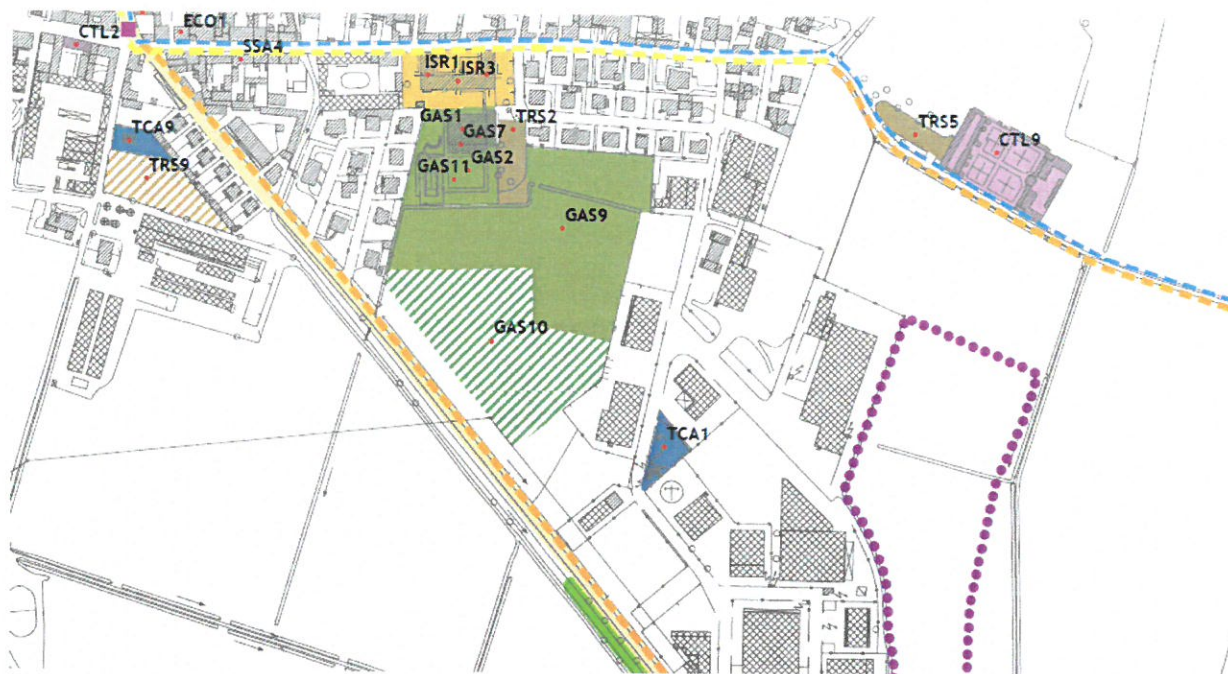 ECO1
CTL2
SSA4
ISR1
ISR3
GAS1
TRS2
GAS7
TRS5
TCA9
CTL9
GAS2
TRS9
GAS11
GAS9
GAS10
TCA1